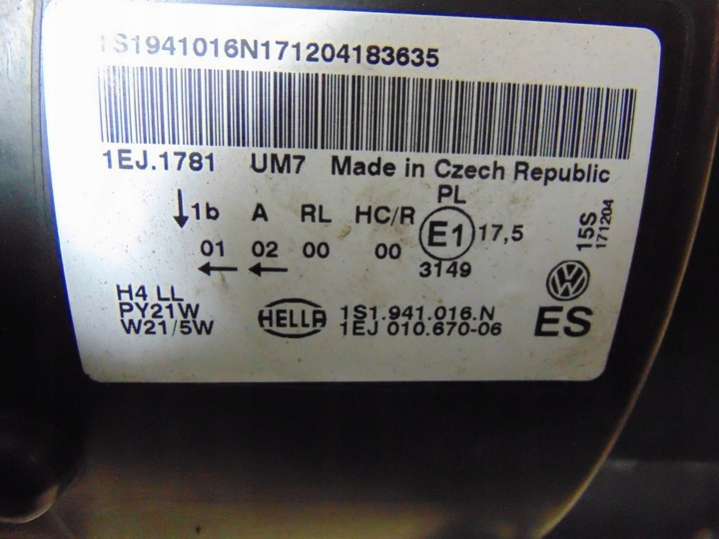 1S1941016N171204183635
1EJ.1781 UM7 Made in Czech Republic
PL
↓1b A RL HC/R E1 17,5
01 02 00 00 3149
← ←
15S
171204
H4 LL
PY21W
W21/5W
HELLA
1S1.941.016.N
1EJ 010.670-06
VW
ES